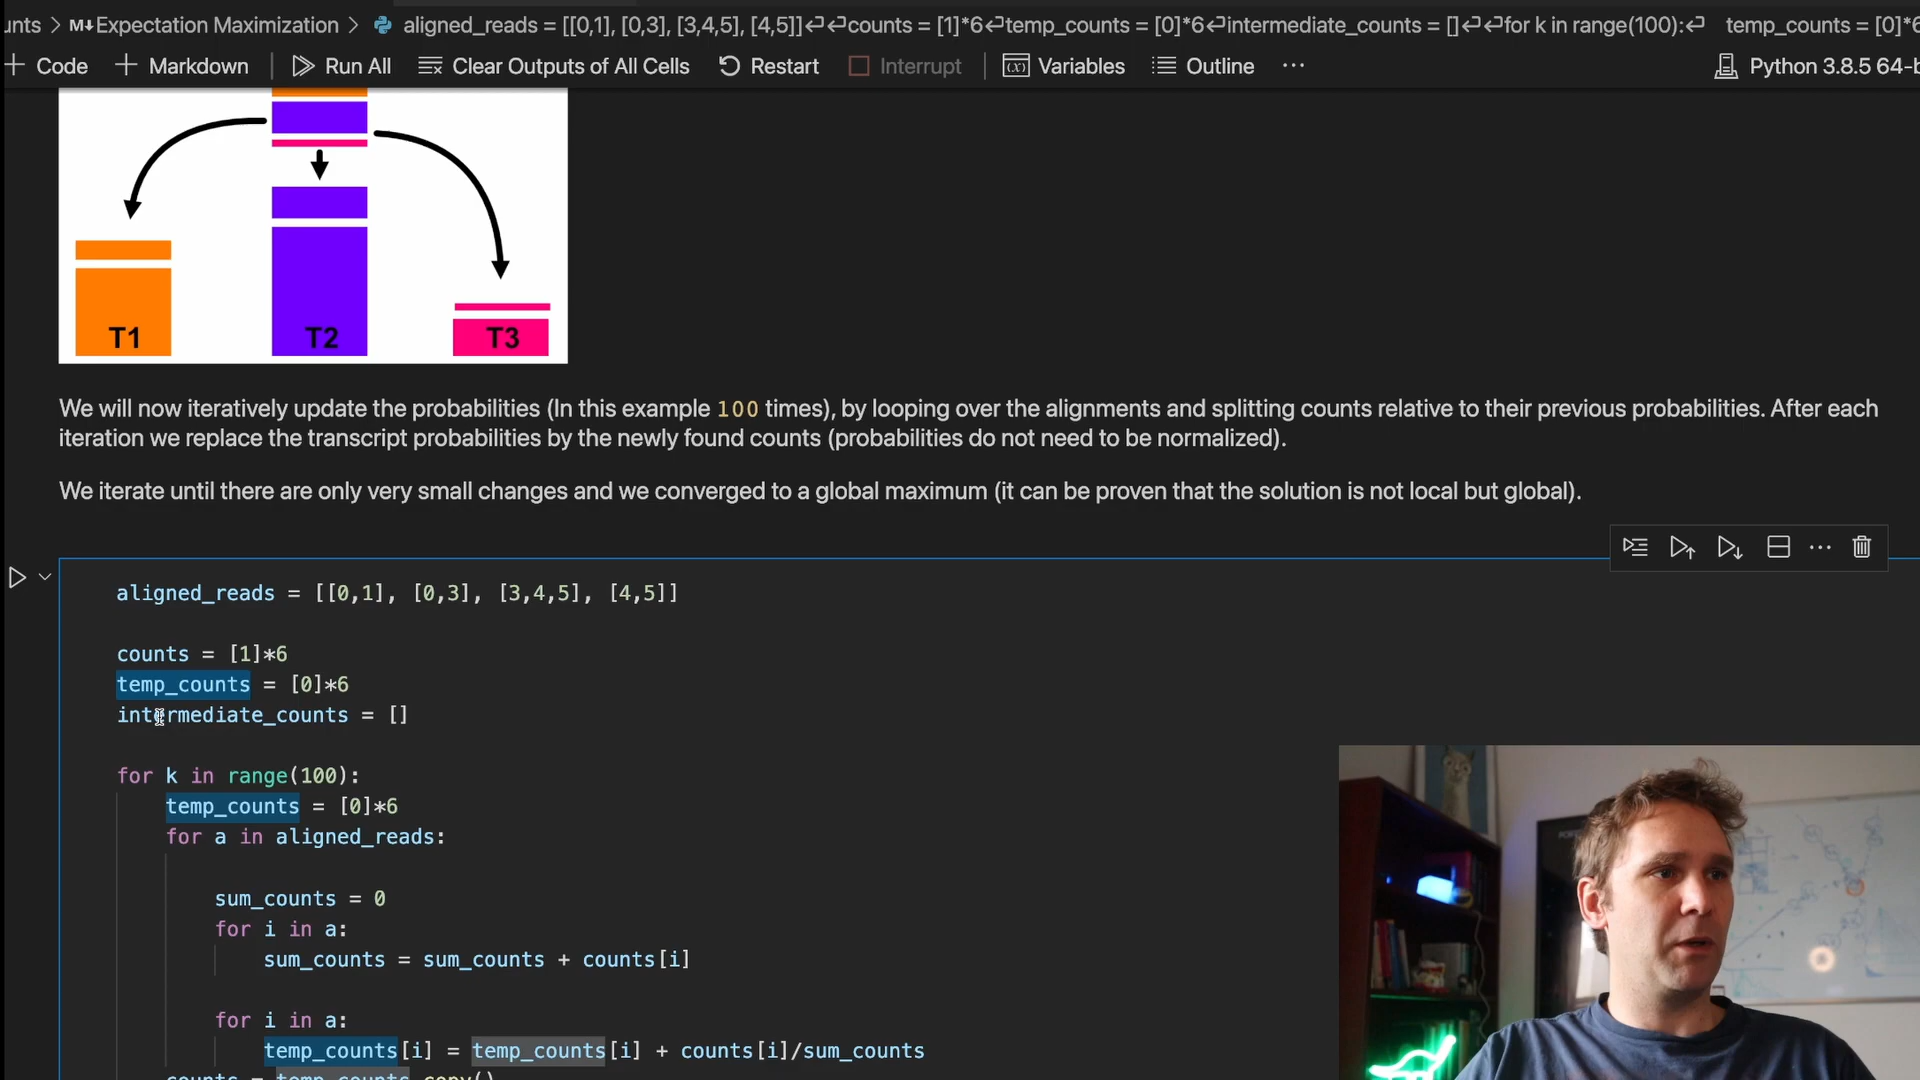 unts > M↓Expectation Maximization > aligned_reads = [[0,1], [0,3], [3,4,5], [4,5]]↵↵counts = [1]*6↵temp_counts = [0]*6↵intermediate_counts = []↵↵for k in range(100):↵ temp_counts = [0]*6
+ Code + Markdown Run All Clear Outputs of All Cells Restart Interrupt (x) Variables Outline ··· Python 3.8.5 64-b
T1 T2 T3
We will now iteratively update the probabilities (In this example 100 times), by looping over the alignments and splitting counts relative to their previous probabilities. After each
iteration we replace the transcript probabilities by the newly found counts (probabilities do not need to be normalized).
We iterate until there are only very small changes and we converged to a global maximum (it can be proven that the solution is not local but global).
aligned_reads = [[0,1], [0,3], [3,4,5], [4,5]]
counts = [1]*6
temp_counts = [0]*6
intermediate_counts = []
for k in range(100):
temp_counts = [0]*6
for a in aligned_reads:
sum_counts = 0
for i in a:
sum_counts = sum_counts + counts[i]
for i in a:
temp_counts[i] = temp_counts[i] + counts[i]/sum_counts
counts = temp_counts.copy()